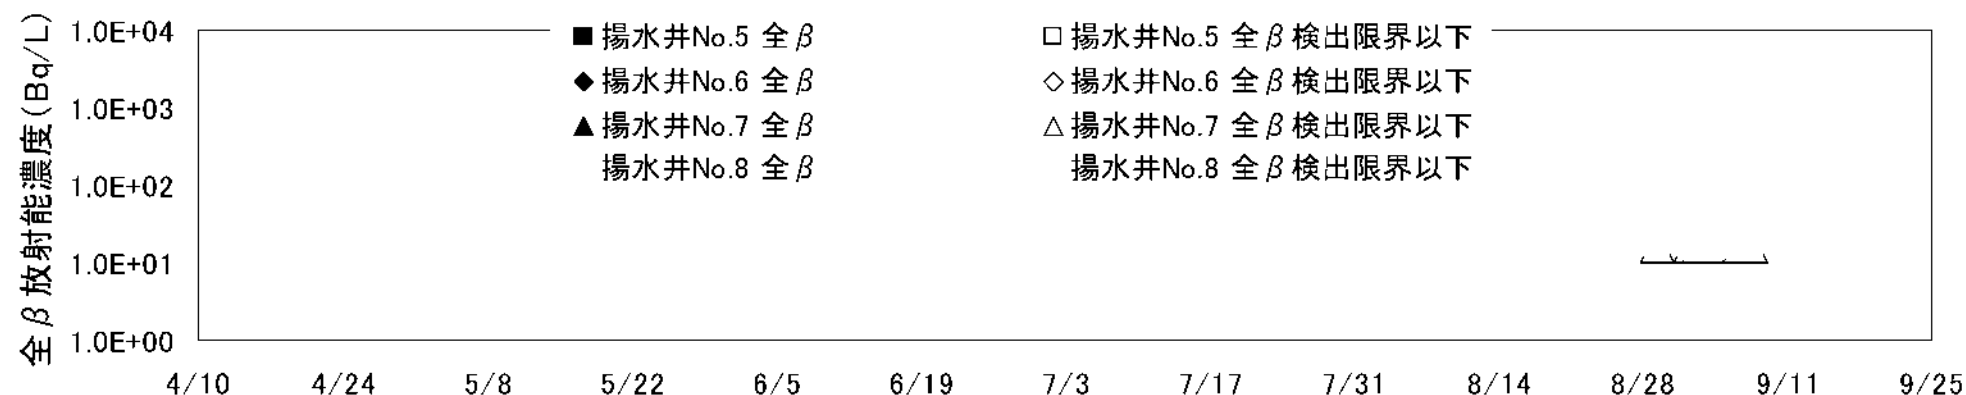 全β放射能濃度(Bq/L)
1.0E+04
1.0E+03
1.0E+02
1.0E+01
1.0E+00
揚水井No.5 全β
揚水井No.5 全β検出限界以下
揚水井No.6 全β
揚水井No.6 全β検出限界以下
揚水井No.7 全β
揚水井No.7 全β検出限界以下
揚水井No.8 全β
揚水井No.8 全β検出限界以下
4/10 4/24 5/8 5/22 6/5 6/19 7/3 7/17 7/31 8/14 8/28 9/11 9/25